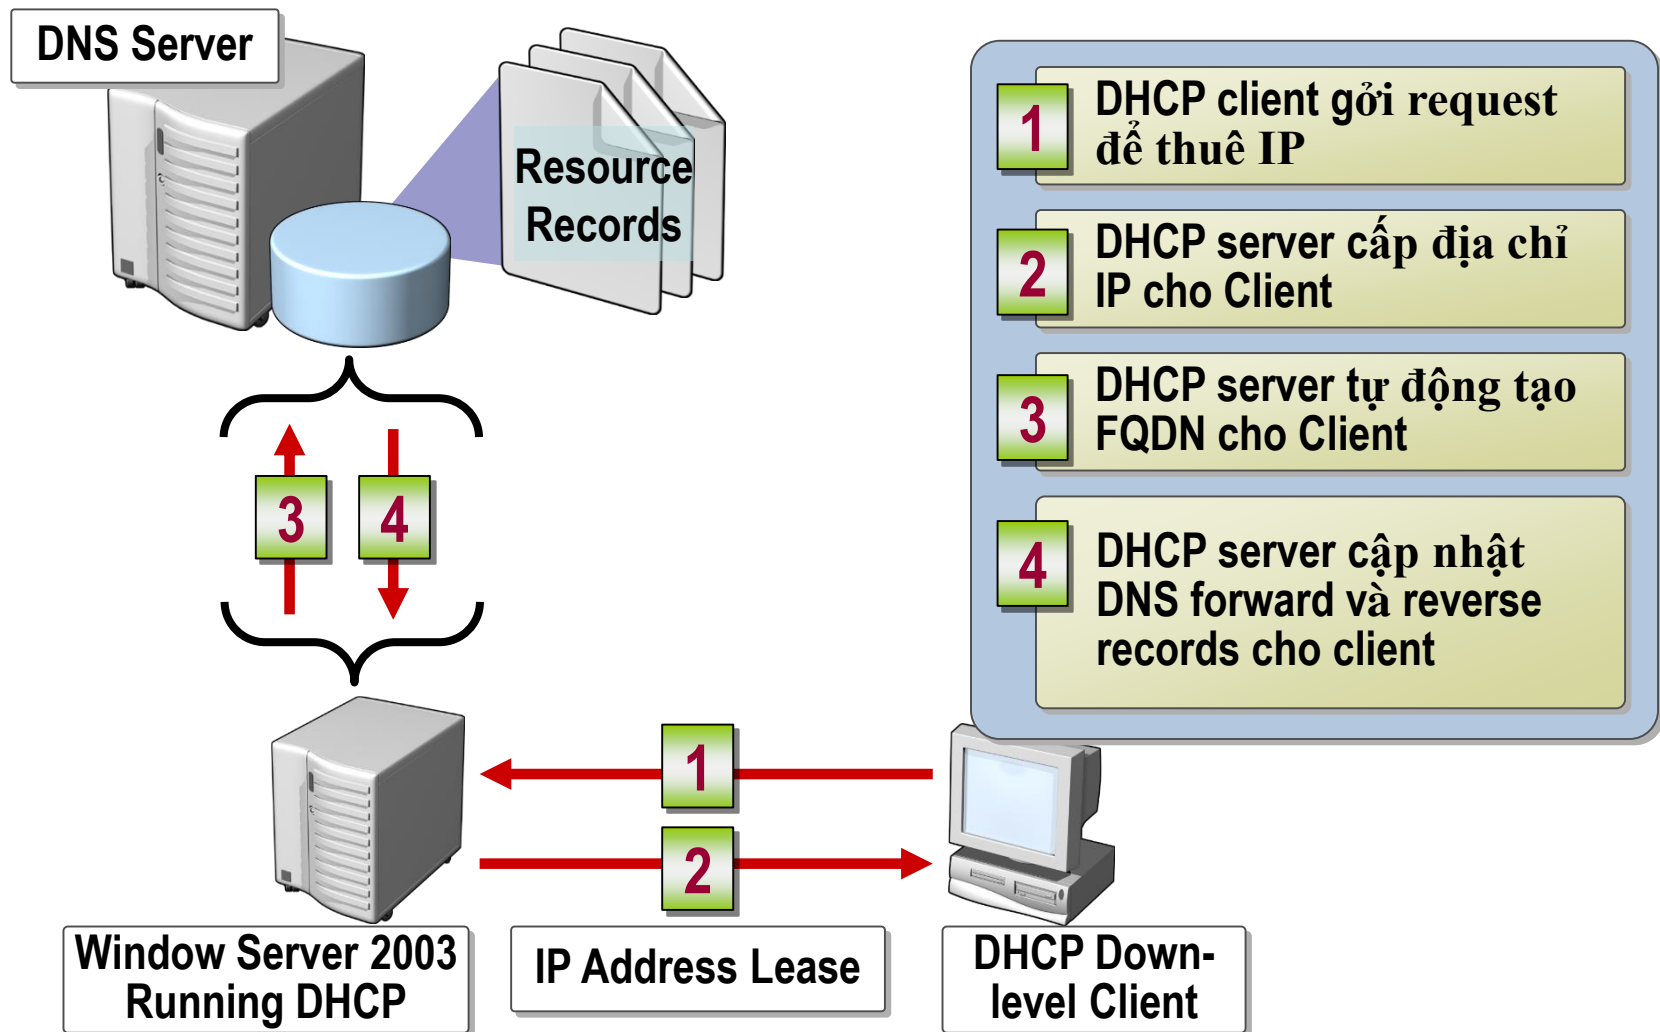 DNS Server
Resource
Records
1
DHCP client gởi request
để thuê IP
2
DHCP server cấp địa chỉ
IP cho Client
3
DHCP server tự động tạo
FQDN cho Client
4
DHCP server cập nhật
DNS forward và reverse
records cho client
3
4
1
2
Window Server 2003
Running DHCP
IP Address Lease
DHCP Down-
level Client